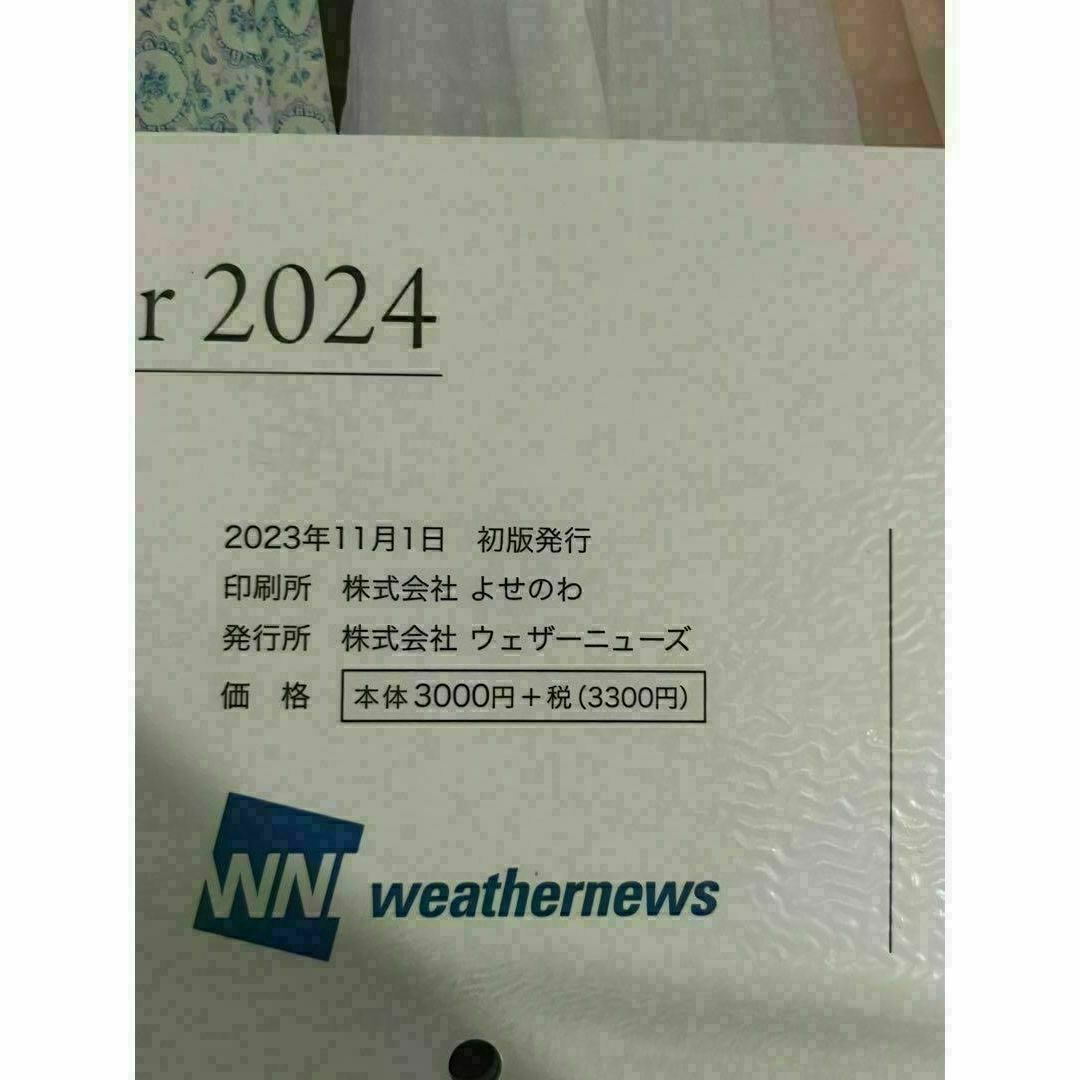 r 2024
2023年11月1日 初版発行
印刷所 株式会社 よせのわ
発行所 株式会社 ウェザーニューズ
価 格 本体3000円+税(3300円)
WN weathernews